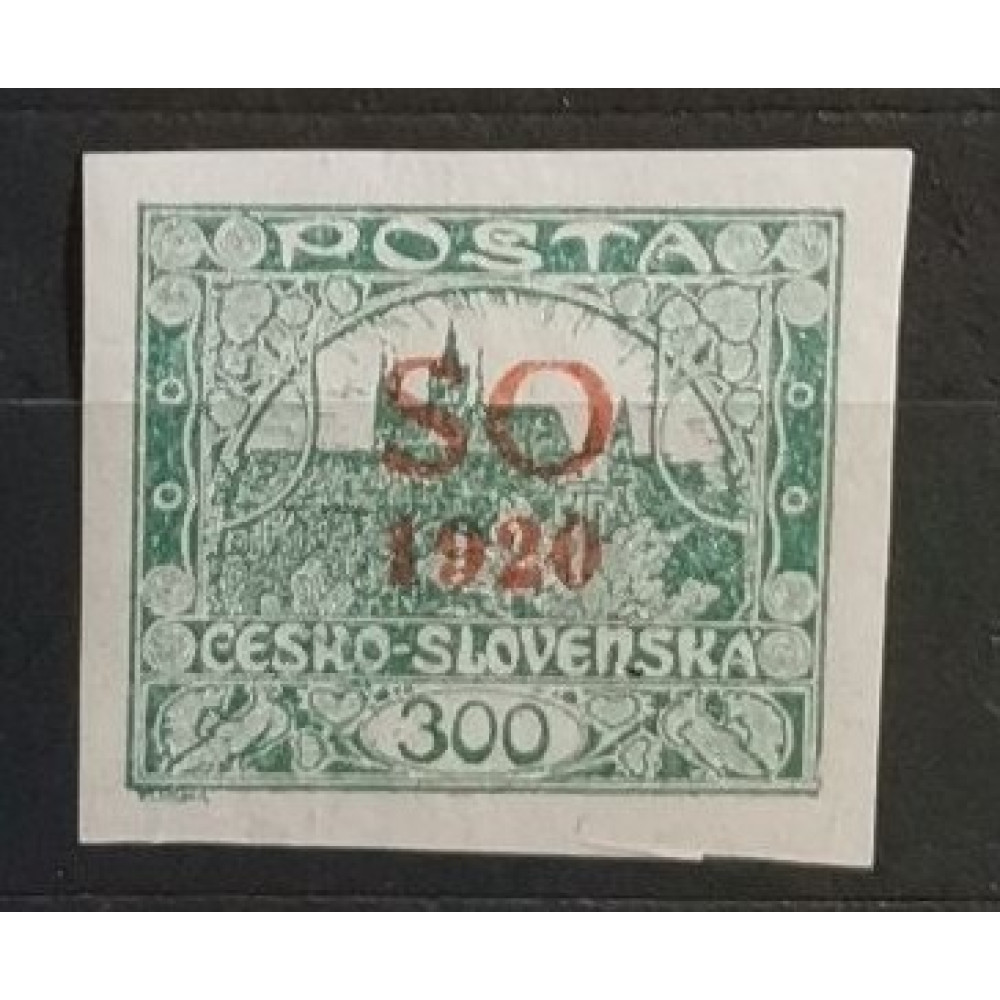 POSTA
SO
1920
ČESKO-SLOVENSKÁ
300